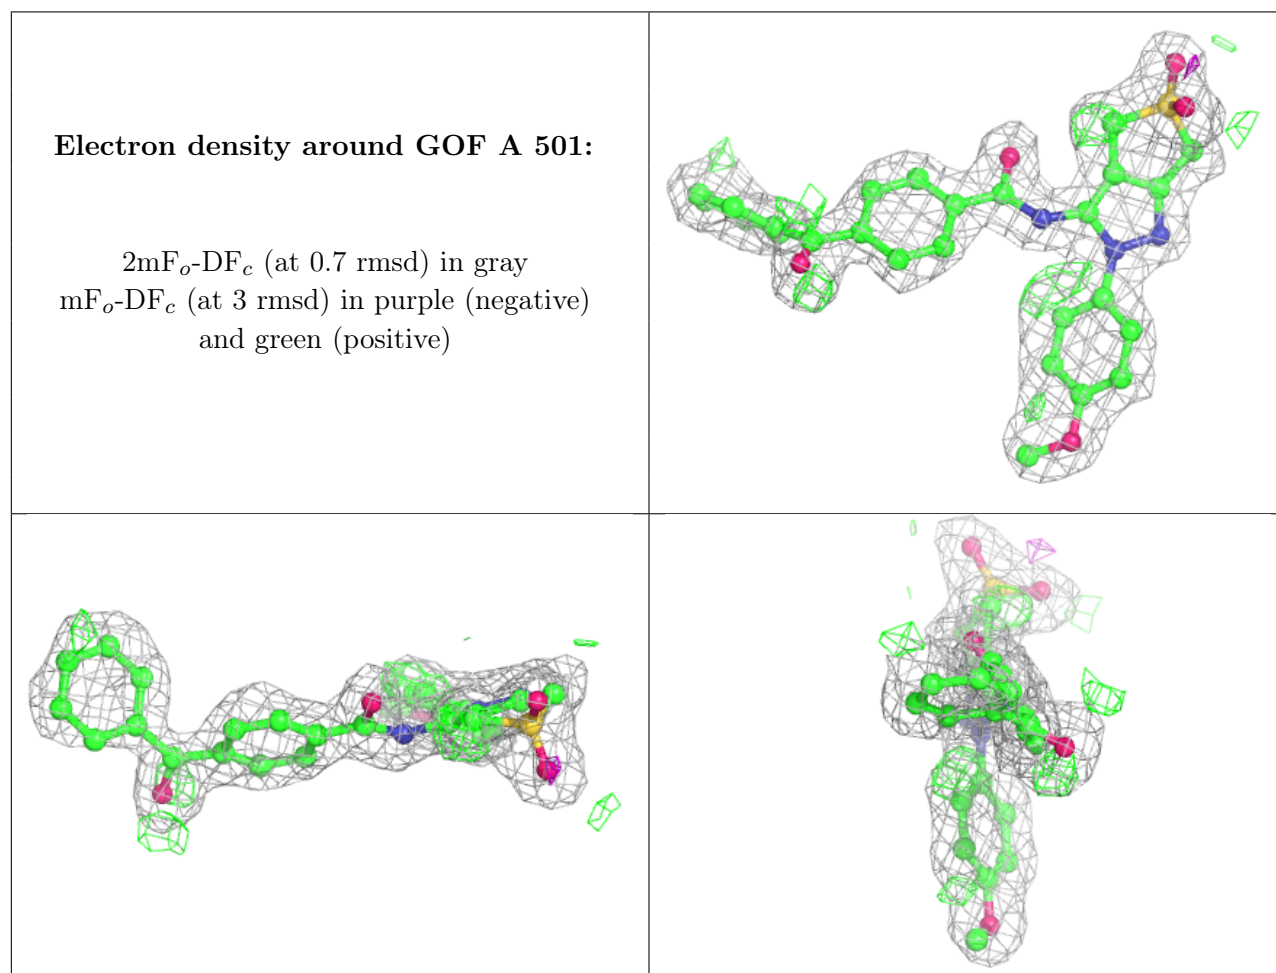 Electron density around GOF A 501:
2mFo-DFc (at 0.7 rmsd) in gray
mFo-DFc (at 3 rmsd) in purple (negative)
and green (positive)